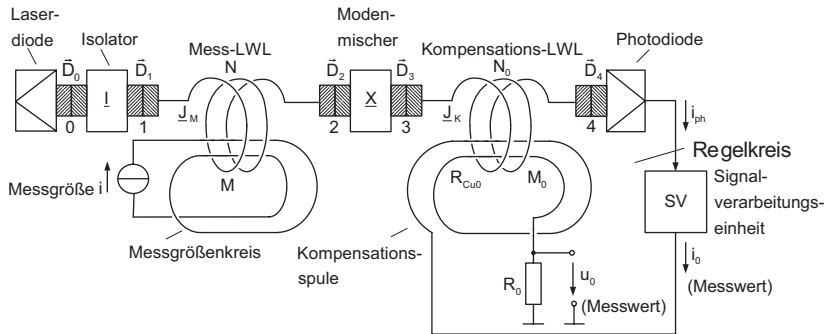 Laser-
diode
Isolator
Mess-LWL
N
Moden-
mischer
Kompensations-LWL
N₀
Photodiode
D⃗₀
D⃗₁
D⃗₂
D⃗₃
D⃗₄
I
X
J_M
J_K
0
1
2
3
4
i_ph
Regelkreis
Messgröße i
M
R_Cu0
M₀
SV
Signal-
verarbeitungs-
einheit
Messgrößenkreis
Kompensations-
spule
R₀
u₀
(Messwert)
i₀
(Messwert)